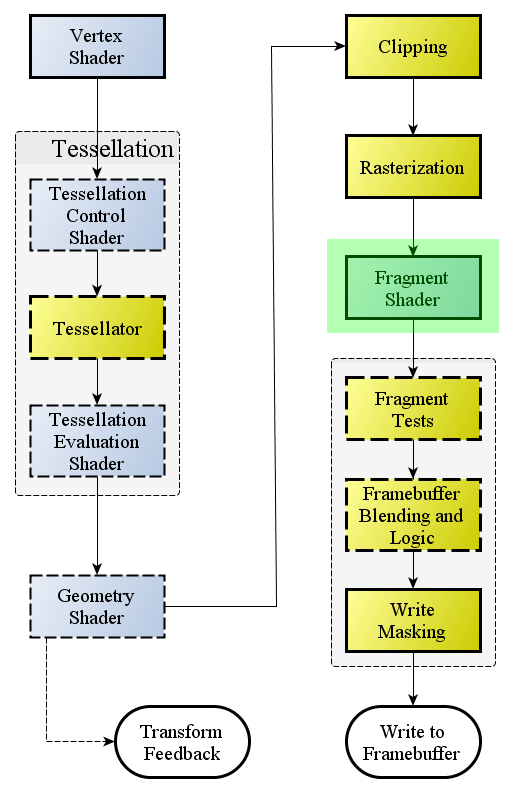 Vertex
Shader
Tessellation
Tessellation
Control
Shader
Tessellator
Tessellation
Evaluation
Shader
Geometry
Shader
Transform
Feedback
Clipping
Rasterization
Fragment
Shader
Fragment
Tests
Framebuffer
Blending and
Logic
Write
Masking
Write to
Framebuffer